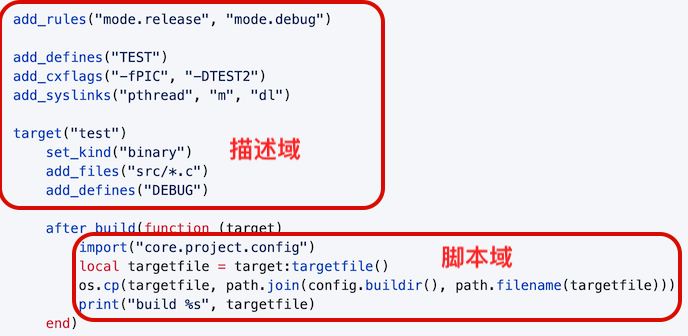 add_rules("mode.release", "mode.debug")
add_defines("TEST")
add_cxflags("-fPIC", "-DTEST2")
add_syslinks("pthread", "m", "dl")
target("test")
    set_kind("binary")
    add_files("src/*.c")
    add_defines("DEBUG")
描述域
    after_build(function (target)
        import("core.project.config")
        local targetfile = target:targetfile()
        os.cp(targetfile, path.join(config.buildir(), path.filename(targetfile)))
        print("build %s", targetfile)
脚本域
    end)